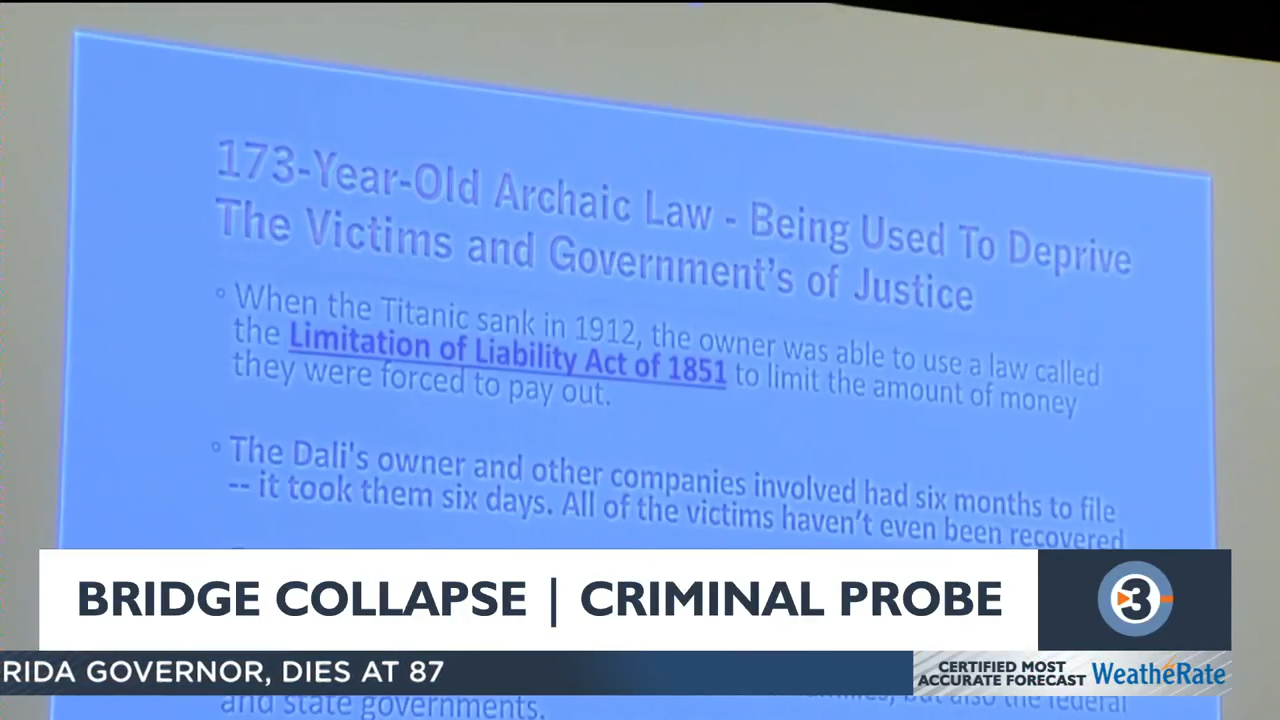 173-Year-Old Archaic Law - Being Used To Deprive
The Victims and Government's of Justice
° When the Titanic sank in 1912, the owner was able to use a law called
the Limitation of Liability Act of 1851 to limit the amount of money
they were forced to pay out.
° The Dali's owner and other companies involved had six months to file
-- it took them six days. All of the victims haven't even been recovered
BRIDGE COLLAPSE | CRIMINAL PROBE
3
RIDA GOVERNOR, DIES AT 87
CERTIFIED MOST
ACCURATE FORECAST
WeatheRate
but also the federal
and state governments.